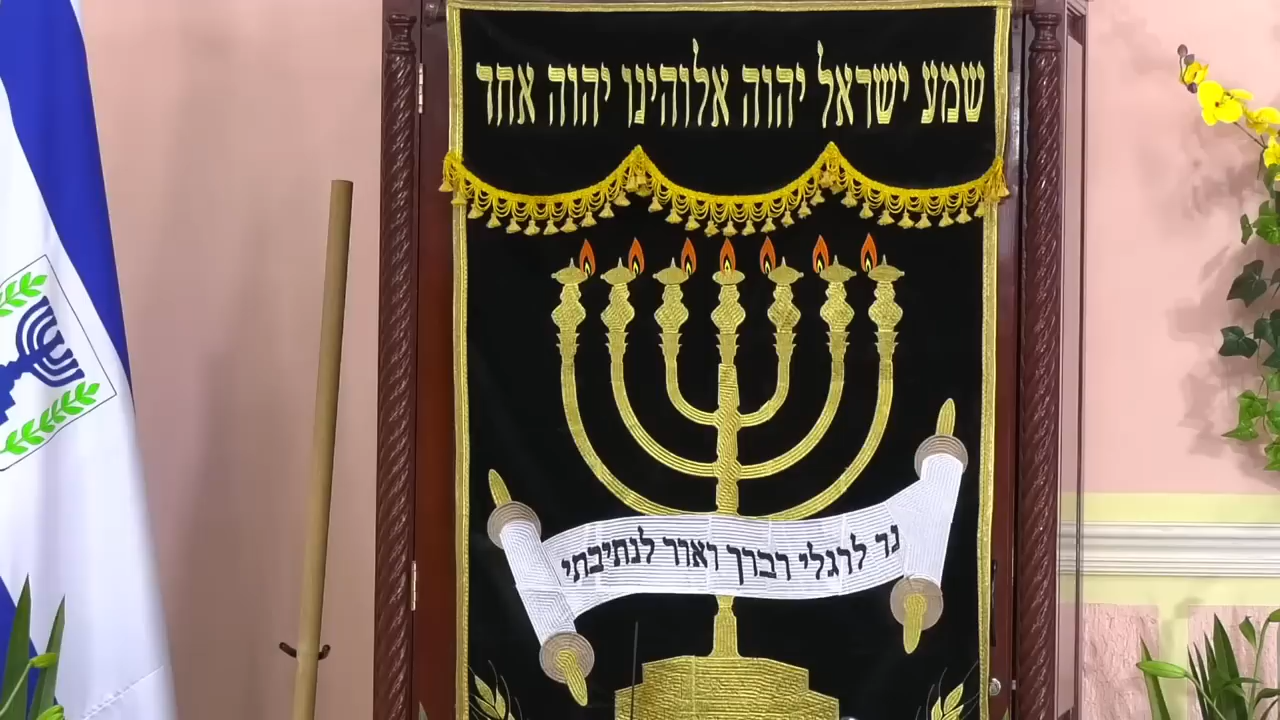 שמע ישראל יהוה אלוהינו יהוה אחד
נר לרגלי דברך ואור לנתיבתי